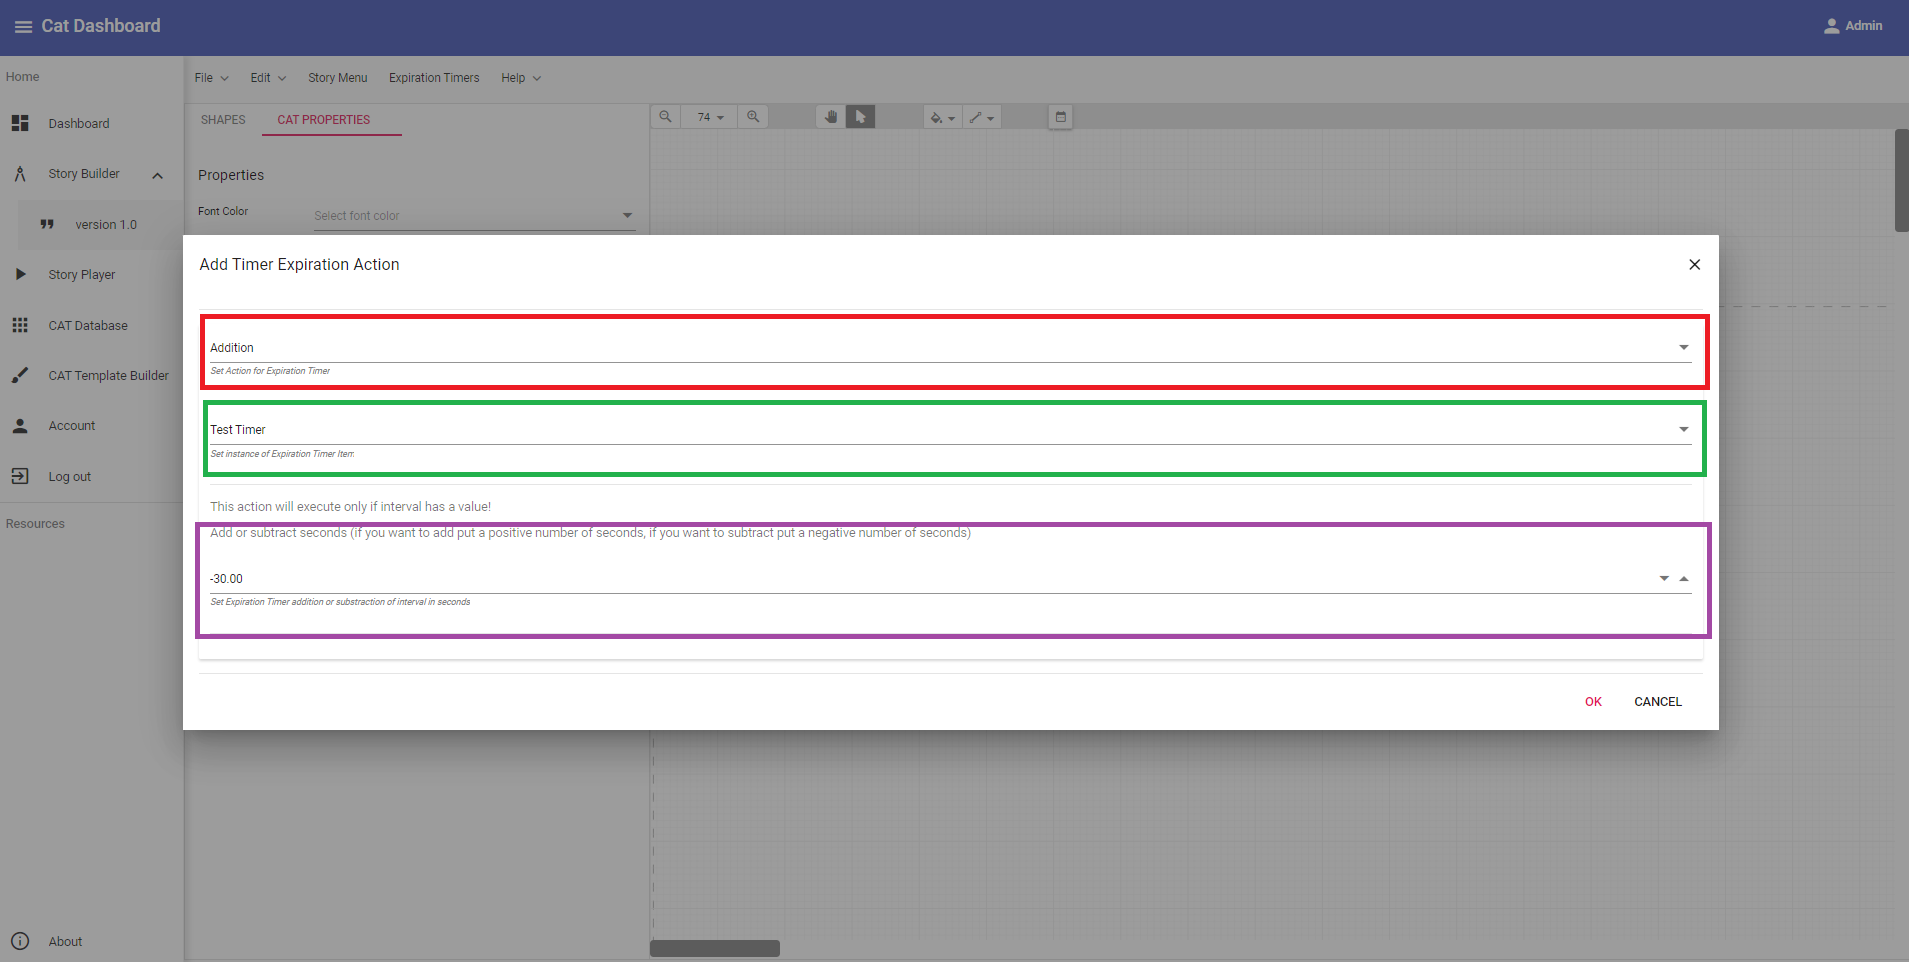 Cat Dashboard
Admin
Home
File
Edit
Story Menu
Expiration Timers
Help
Dashboard
SHAPES
CAT PROPERTIES
74
Story Builder
Properties
Font Color
Select font color
version 1.0
Story Player
CAT Database
CAT Template Builder
Account
Log out
Resources
About
Add Timer Expiration Action
Addition
Set Action for Expiration Timer
Test Timer
Set instance of Expiration Timer Item
This action will execute only if interval has a value!
Add or subtract seconds (if you want to add put a positive number of seconds, if you want to subtract put a negative number of seconds)
-30.00
Set Expiration Timer addition or substraction of interval in seconds
OK
CANCEL